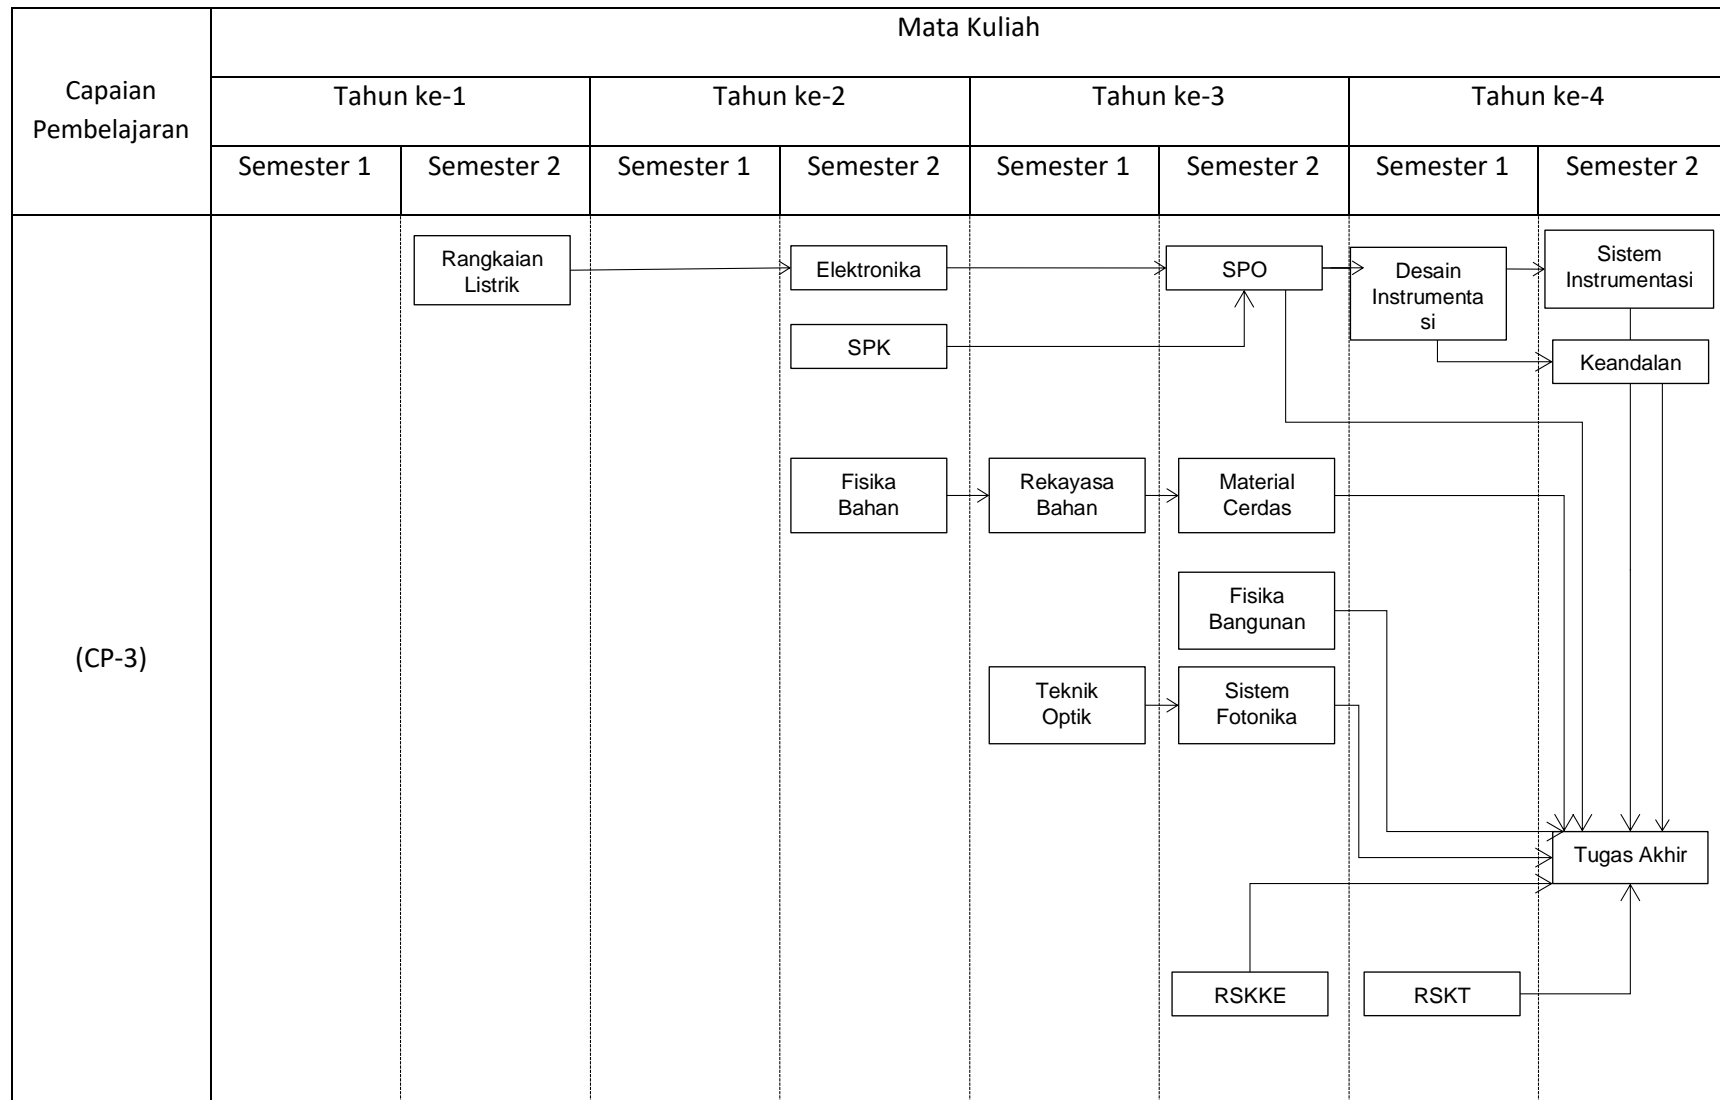 Mata Kuliah
Capaian
Pembelajaran
Tahun ke-1
Tahun ke-2
Tahun ke-3
Tahun ke-4
Semester 1
Semester 2
Semester 1
Semester 2
Semester 1
Semester 2
Semester 1
Semester 2
(CP-3)
Rangkaian
Listrik
Elektronika
SPO
Desain
Instrumenta
si
Sistem
Instrumentasi
SPK
Keandalan
Fisika
Bahan
Rekayasa
Bahan
Material
Cerdas
Fisika
Bangunan
Teknik
Optik
Sistem
Fotonika
Tugas Akhir
RSKKE
RSKT